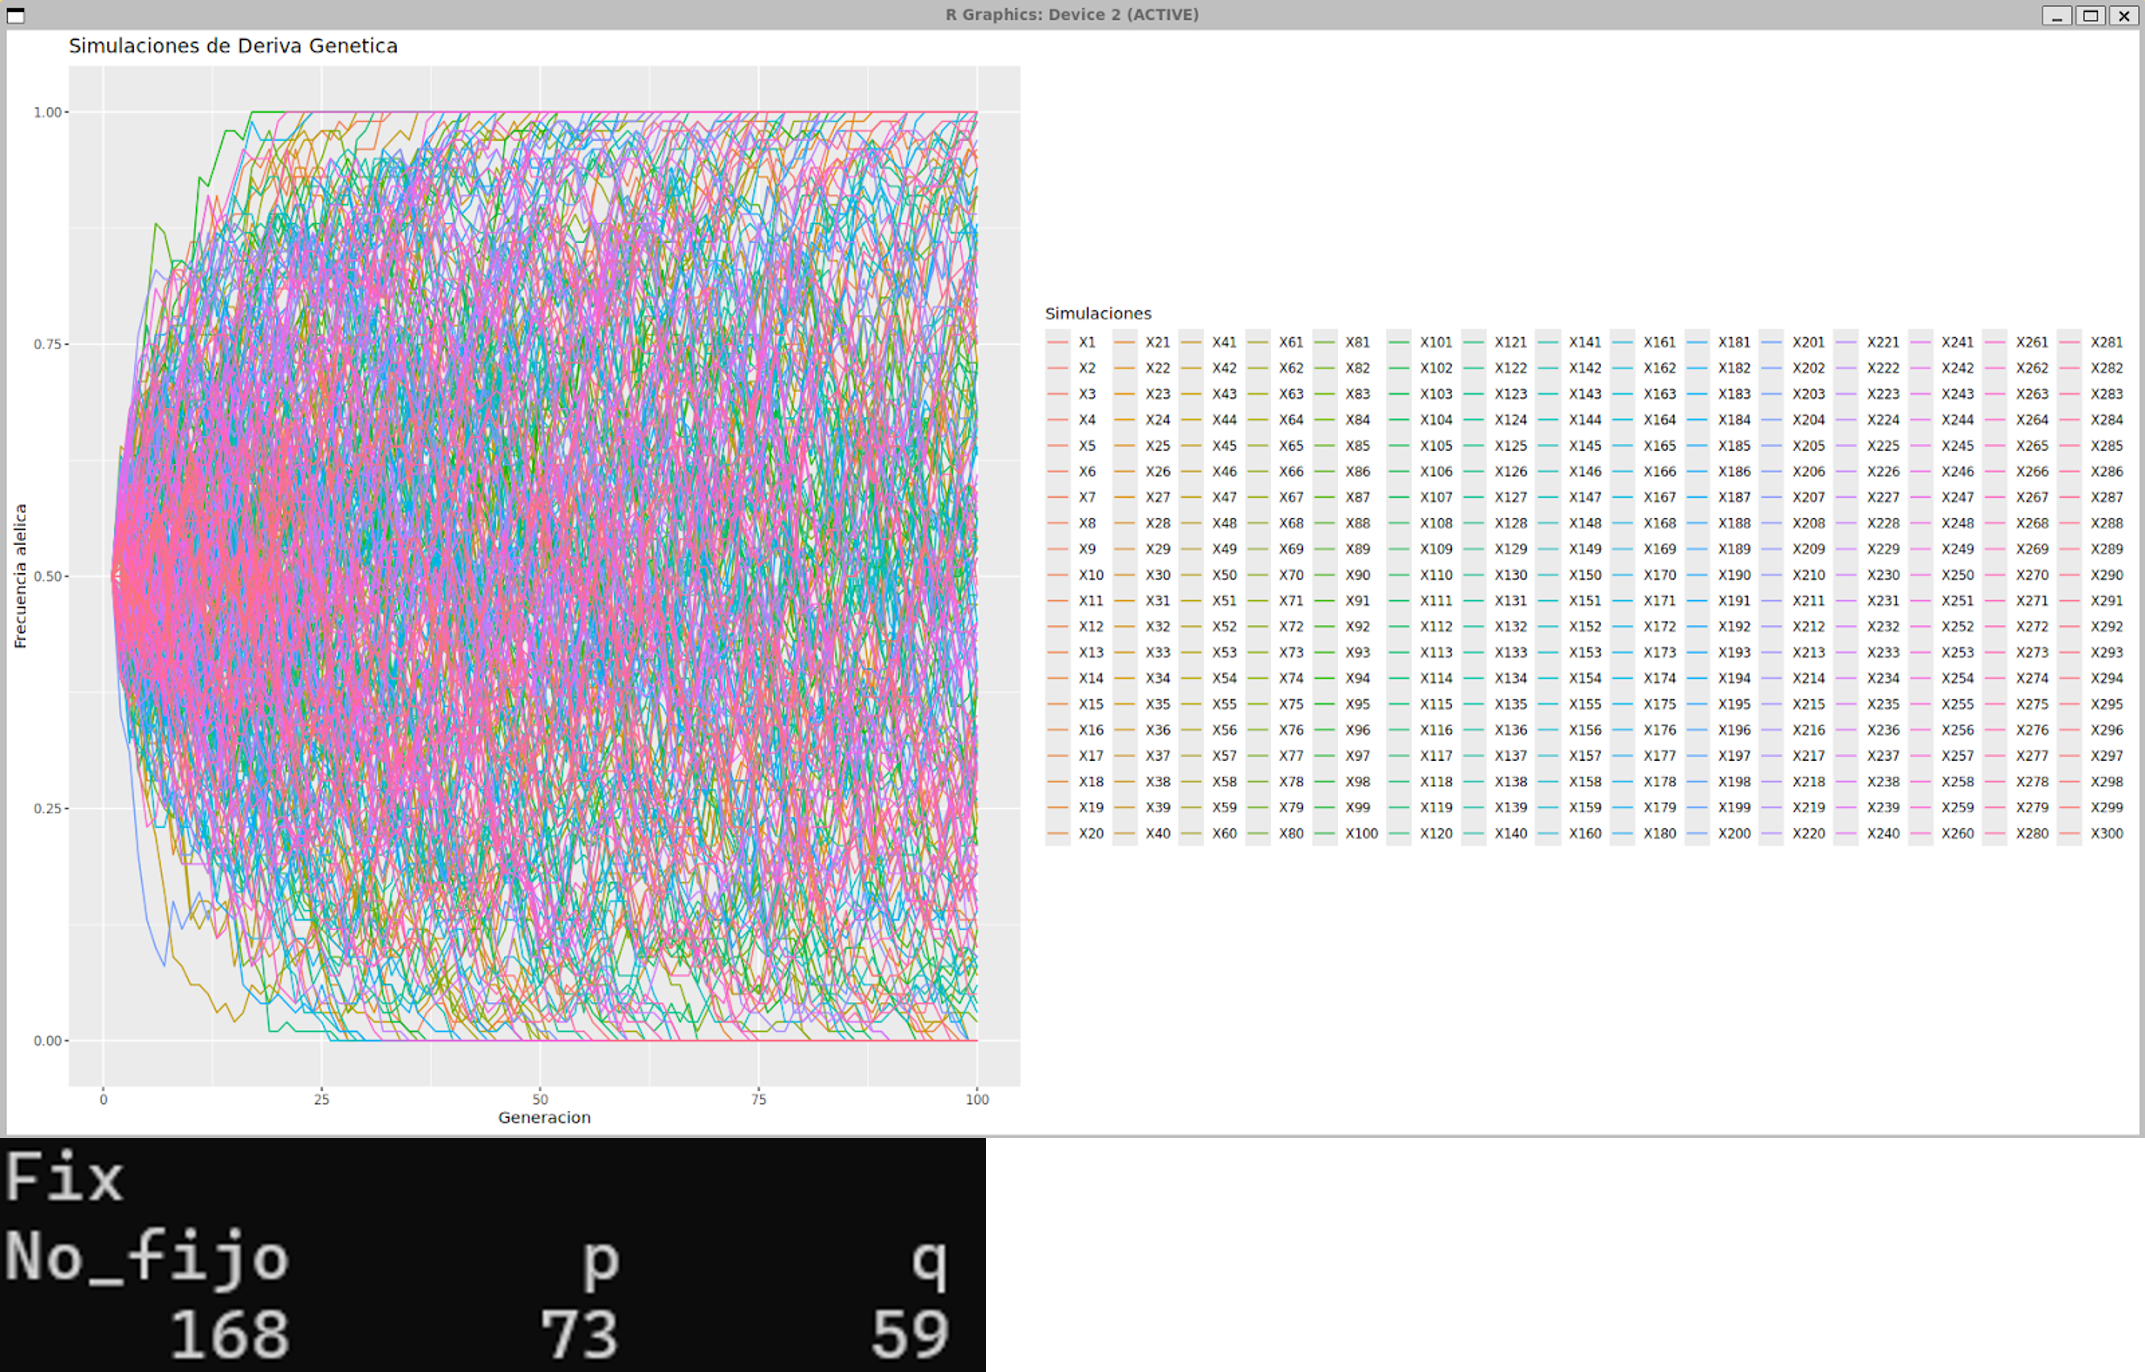 R Graphics: Device 2 (ACTIVE)
Simulaciones de Deriva Genetica
1.00
0.75
0.50
0.25
0.00
Frecuencia alelica
0 25 50 75 100
Generacion
Simulaciones
X1 X21 X41 X61 X81 X101 X121 X141 X161 X181 X201 X221 X241 X261 X281
X2 X22 X42 X62 X82 X102 X122 X142 X162 X182 X202 X222 X242 X262 X282
X3 X23 X43 X63 X83 X103 X123 X143 X163 X183 X203 X223 X243 X263 X283
X4 X24 X44 X64 X84 X104 X124 X144 X164 X184 X204 X224 X244 X264 X284
X5 X25 X45 X65 X85 X105 X125 X145 X165 X185 X205 X225 X245 X265 X285
X6 X26 X46 X66 X86 X106 X126 X146 X166 X186 X206 X226 X246 X266 X286
X7 X27 X47 X67 X87 X107 X127 X147 X167 X187 X207 X227 X247 X267 X287
X8 X28 X48 X68 X88 X108 X128 X148 X168 X188 X208 X228 X248 X268 X288
X9 X29 X49 X69 X89 X109 X129 X149 X169 X189 X209 X229 X249 X269 X289
X10 X30 X50 X70 X90 X110 X130 X150 X170 X190 X210 X230 X250 X270 X290
X11 X31 X51 X71 X91 X111 X131 X151 X171 X191 X211 X231 X251 X271 X291
X12 X32 X52 X72 X92 X112 X132 X152 X172 X192 X212 X232 X252 X272 X292
X13 X33 X53 X73 X93 X113 X133 X153 X173 X193 X213 X233 X253 X273 X293
X14 X34 X54 X74 X94 X114 X134 X154 X174 X194 X214 X234 X254 X274 X294
X15 X35 X55 X75 X95 X115 X135 X155 X175 X195 X215 X235 X255 X275 X295
X16 X36 X56 X76 X96 X116 X136 X156 X176 X196 X216 X236 X256 X276 X296
X17 X37 X57 X77 X97 X117 X137 X157 X177 X197 X217 X237 X257 X277 X297
X18 X38 X58 X78 X98 X118 X138 X158 X178 X198 X218 X238 X258 X278 X298
X19 X39 X59 X79 X99 X119 X139 X159 X179 X199 X219 X239 X259 X279 X299
X20 X40 X60 X80 X100 X120 X140 X160 X180 X200 X220 X240 X260 X280 X300
Fix
No_fijo p q
168 73 59